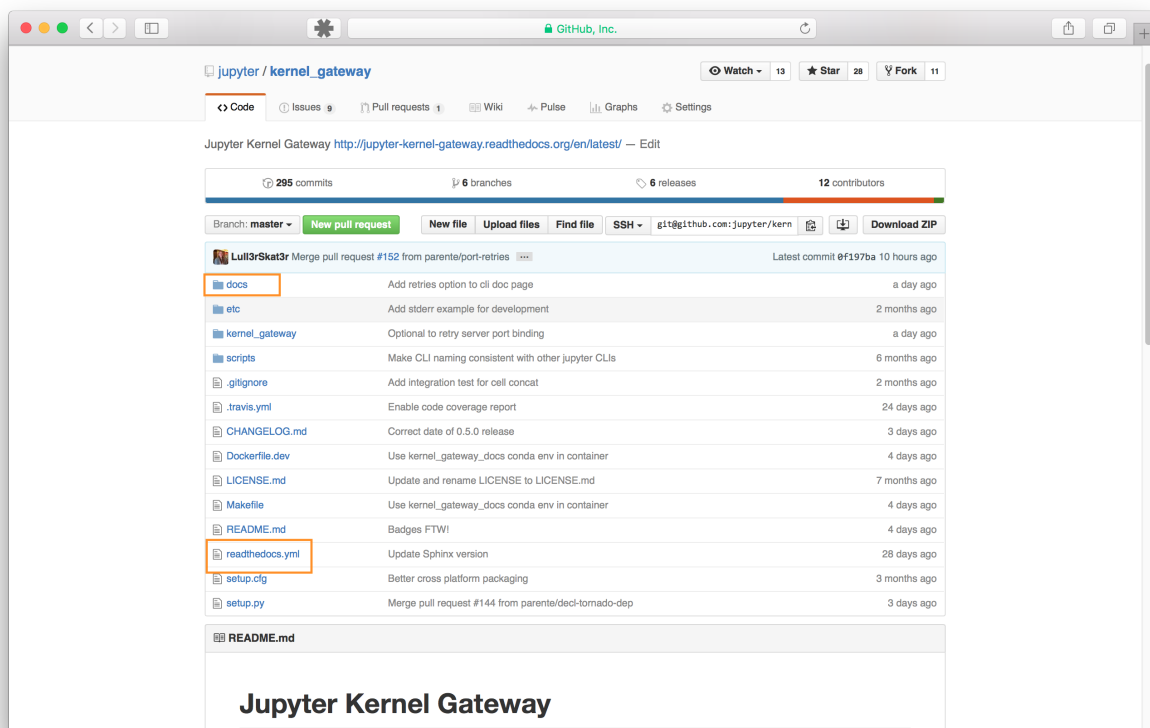 GitHub, Inc.
jupyter / kernel_gateway
Watch 13 Star 28 Fork 11
Code Issues 9 Pull requests 1 Wiki Pulse Graphs Settings
Jupyter Kernel Gateway http://jupyter-kernel-gateway.readthedocs.org/en/latest/ — Edit
295 commits 6 branches 6 releases 12 contributors
Branch: master New pull request New file Upload files Find file SSH git@github.com:jupyter/kern Download ZIP
Lull3rSkat3r Merge pull request #152 from parente/port-retries ... Latest commit 0f197ba 10 hours ago
docs Add retries option to cli doc page a day ago
etc Add stderr example for development 2 months ago
kernel_gateway Optional to retry server port binding a day ago
scripts Make CLI naming consistent with other jupyter CLIs 6 months ago
.gitignore Add integration test for cell concat 2 months ago
.travis.yml Enable code coverage report 24 days ago
CHANGELOG.md Correct date of 0.5.0 release 3 days ago
Dockerfile.dev Use kernel_gateway_docs conda env in container 4 days ago
LICENSE.md Update and rename LICENSE to LICENSE.md 7 months ago
Makefile Use kernel_gateway_docs conda env in container 4 days ago
README.md Badges FTW! 4 days ago
readthedocs.yml Update Sphinx version 28 days ago
setup.cfg Better cross platform packaging 3 months ago
setup.py Merge pull request #144 from parente/decl-tornado-dep 3 days ago
README.md
Jupyter Kernel Gateway